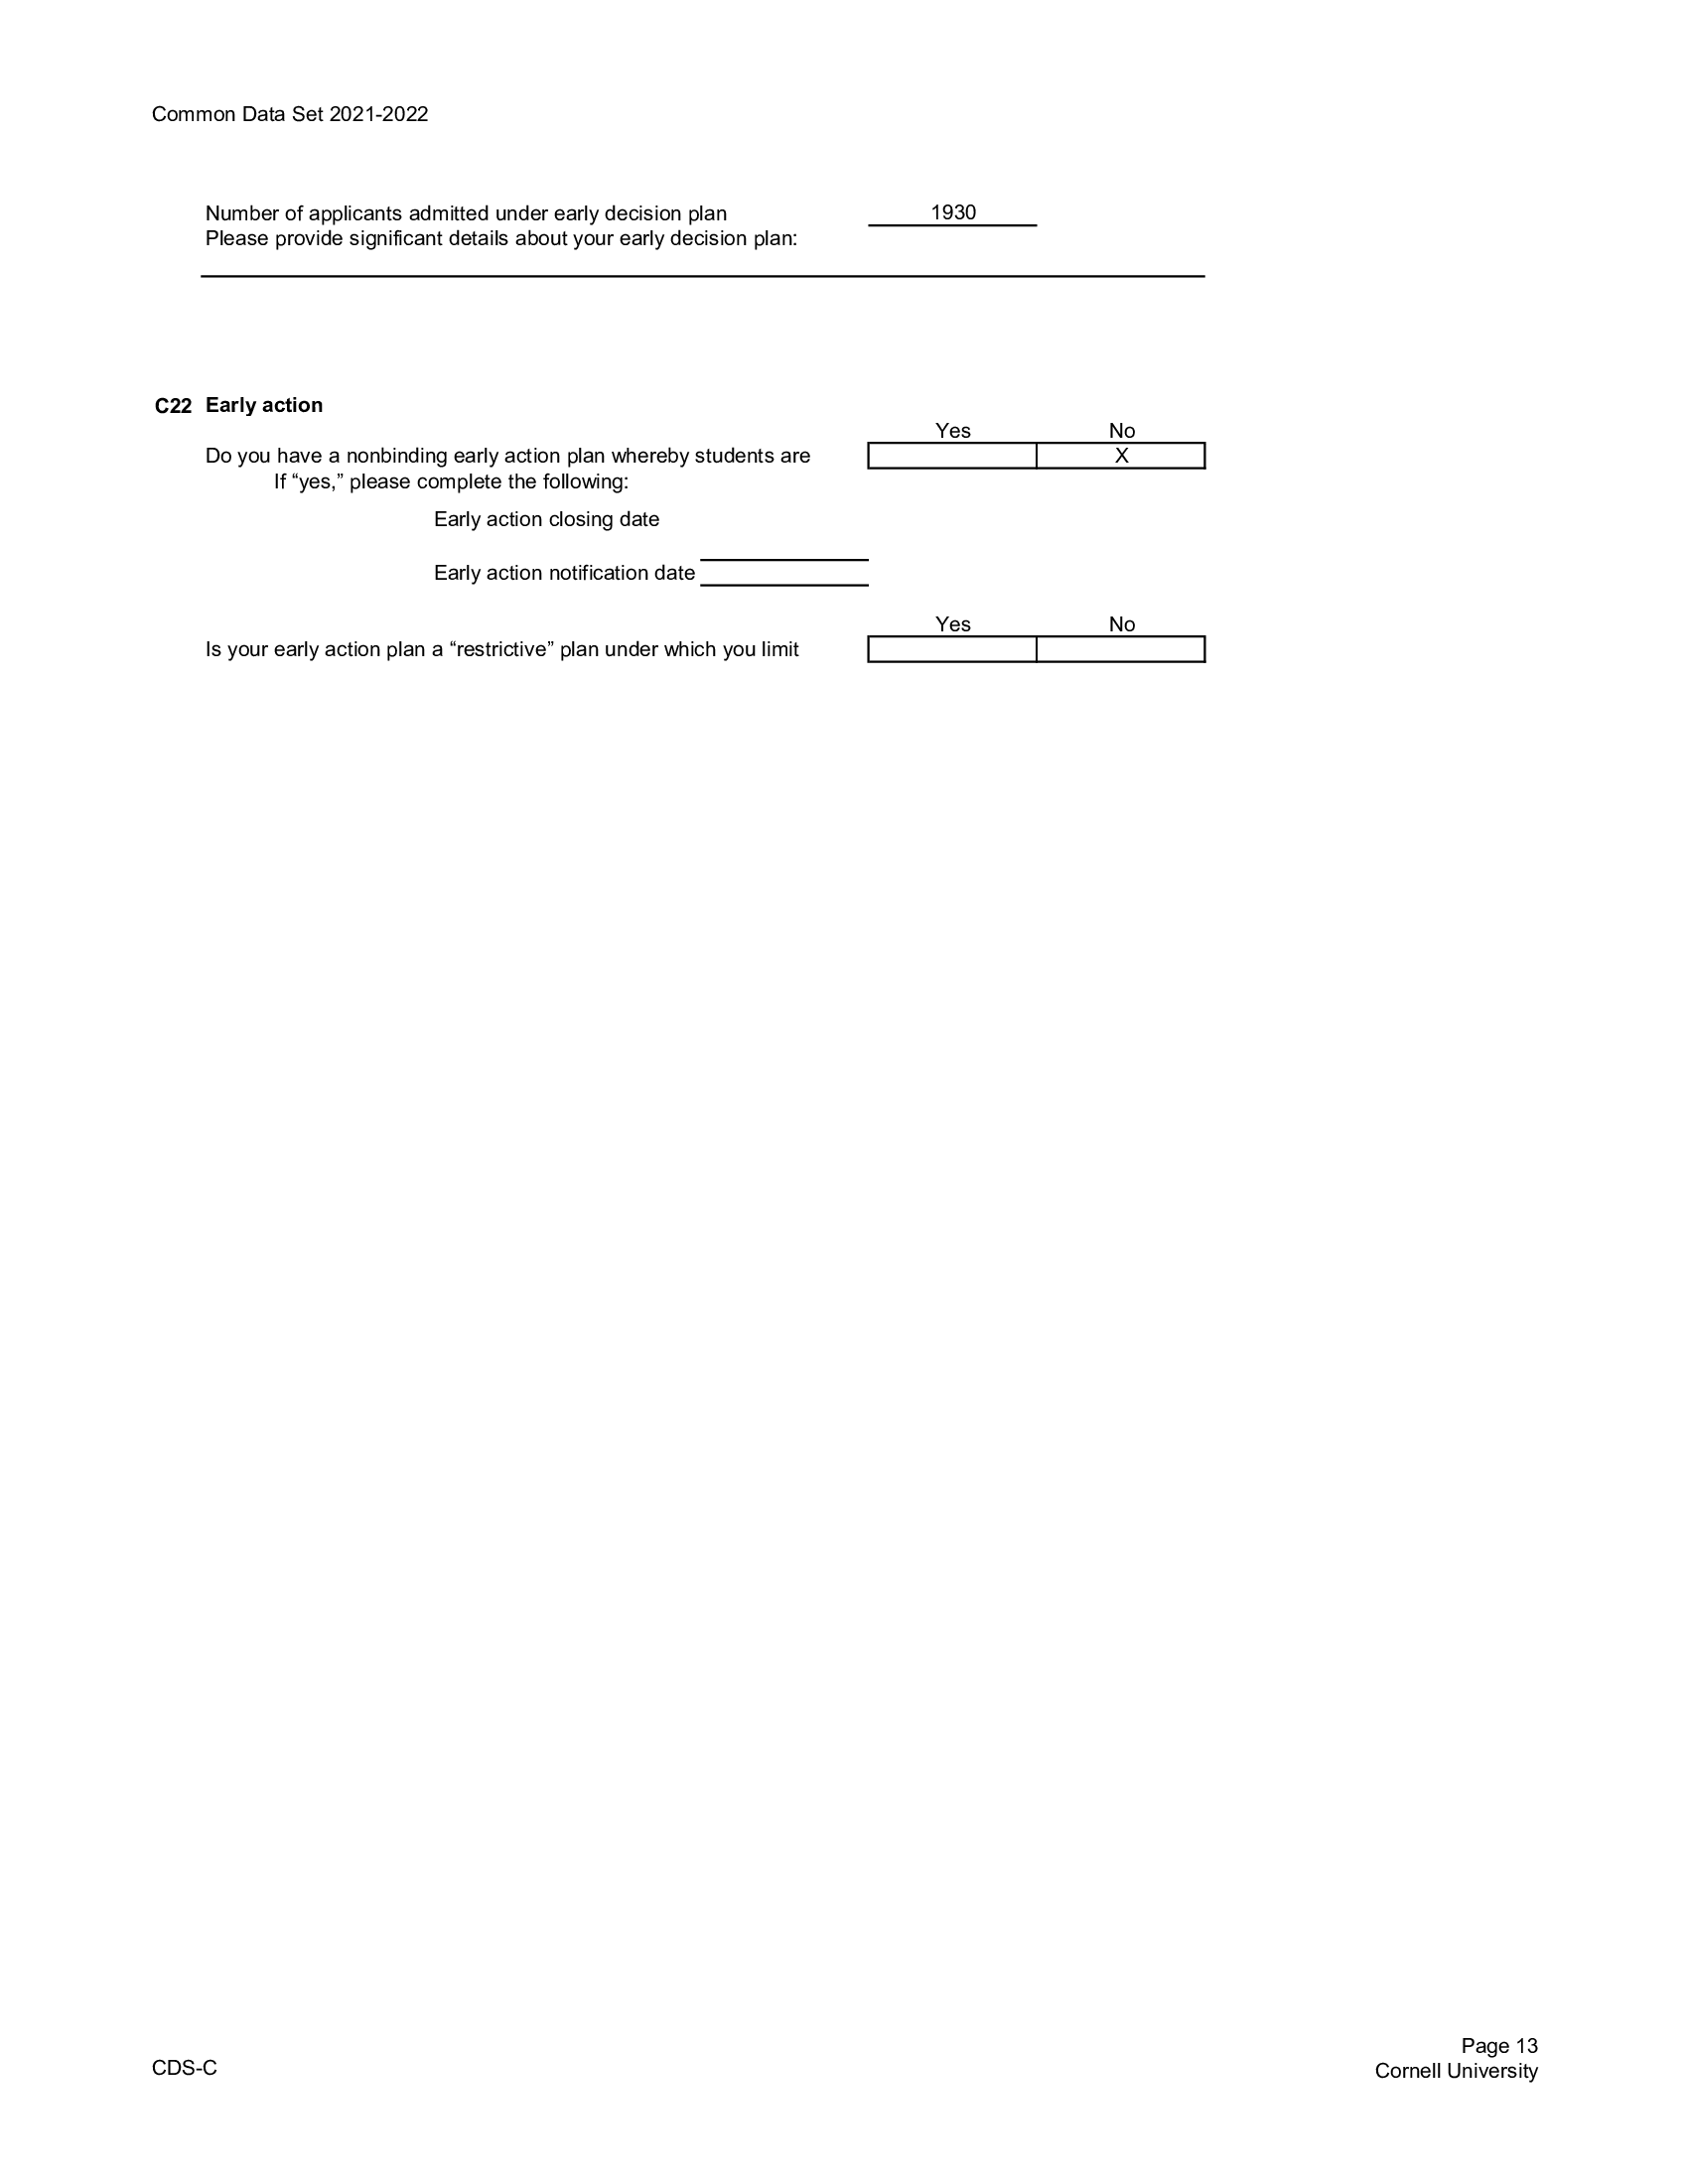 Common Data Set 2021-2022
Number of applicants admitted under early decision plan 1930
Please provide significant details about your early decision plan:
C22 Early action
Yes No
Do you have a nonbinding early action plan whereby students are X
If “yes,” please complete the following:
Early action closing date
Early action notification date
Yes No
Is your early action plan a “restrictive” plan under which you limit
Page 13
CDS-C
Cornell University